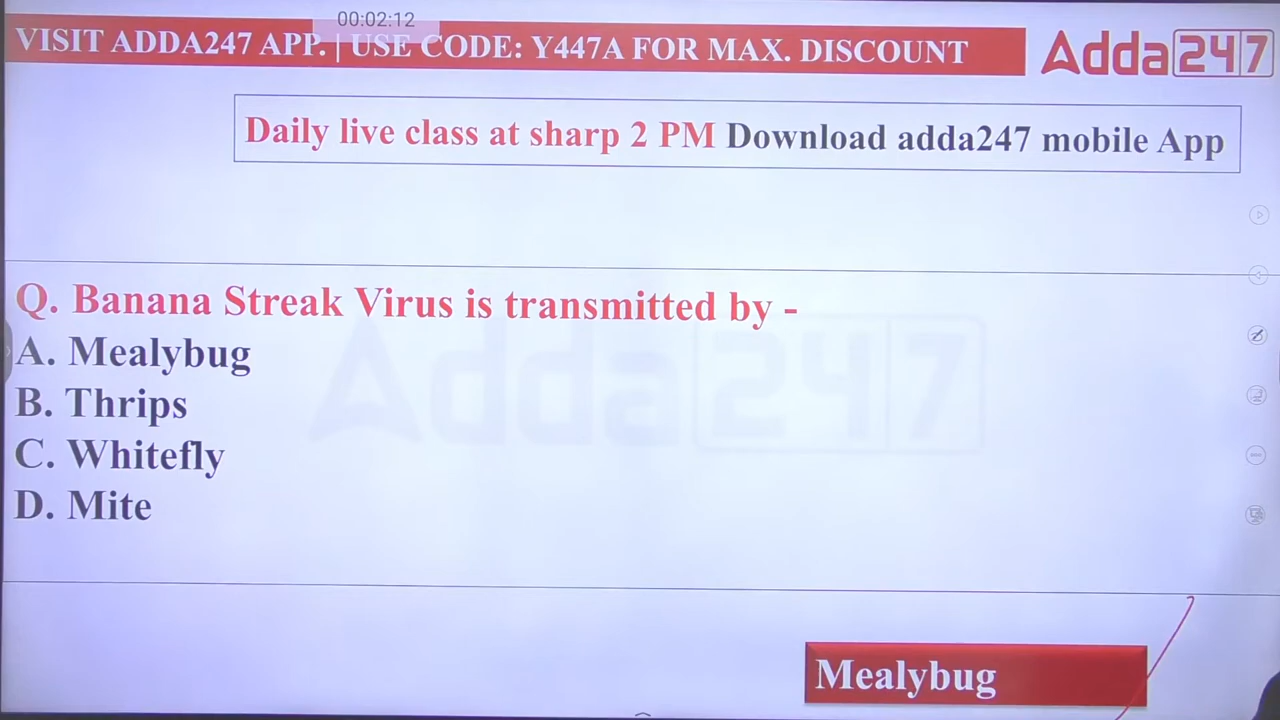 00:02:12
VISIT ADDA247 APP. | USE CODE: Y447A FOR MAX. DISCOUNT
Adda247
Daily live class at sharp 2 PM Download adda247 mobile App
Q. Banana Streak Virus is transmitted by -
A. Mealybug
B. Thrips
C. Whitefly
D. Mite
Adda247
Mealybug